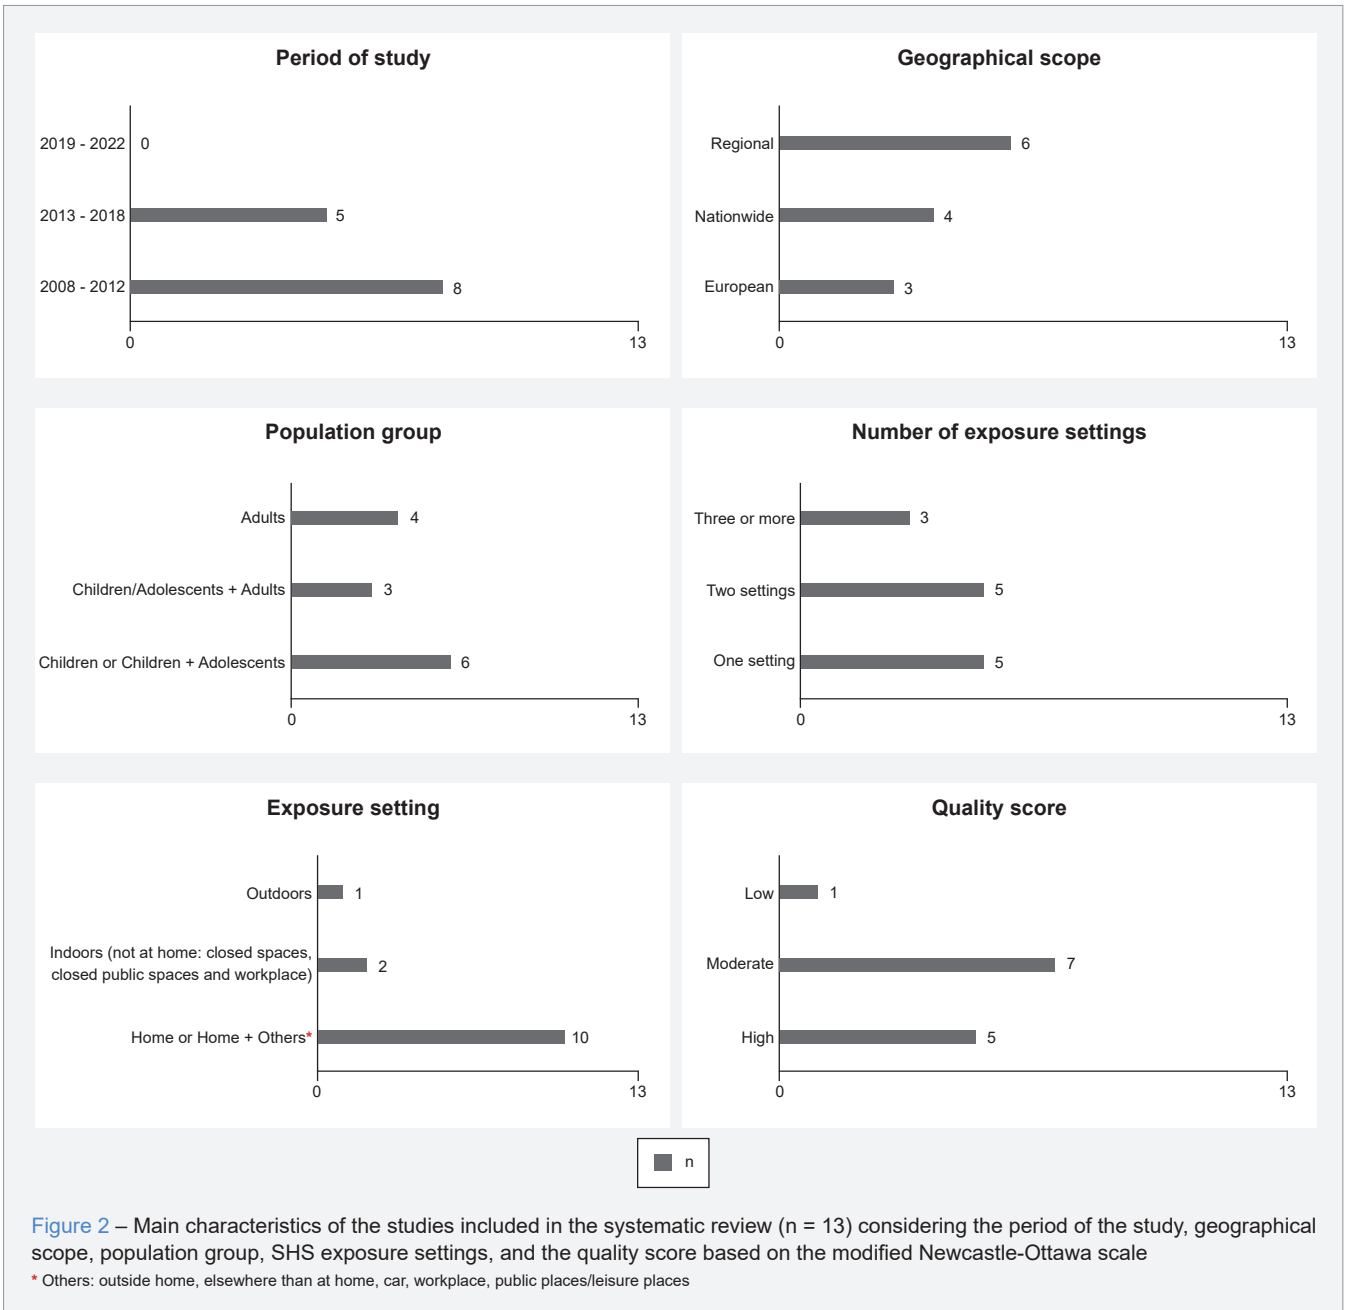 Period of study
2019 - 2022
0
2013 - 2018
5
2008 - 2012
8
0
13
Geographical scope
Regional
6
Nationwide
4
European
3
0
13
Population group
Adults
4
Children/Adolescents + Adults
3
Children or Children + Adolescents
6
0
13
Number of exposure settings
Three or more
3
Two settings
5
One setting
5
0
13
Exposure setting
Outdoors
1
Indoors (not at home: closed spaces,
closed public spaces and workplace)
2
Home or Home + Others*
10
0
13
Quality score
Low
1
Moderate
7
High
5
0
13
n
Figure 2 – Main characteristics of the studies included in the systematic review (n = 13) considering the period of the study, geographical
scope, population group, SHS exposure settings, and the quality score based on the modified Newcastle-Ottawa scale
* Others: outside home, elsewhere than at home, car, workplace, public places/leisure places